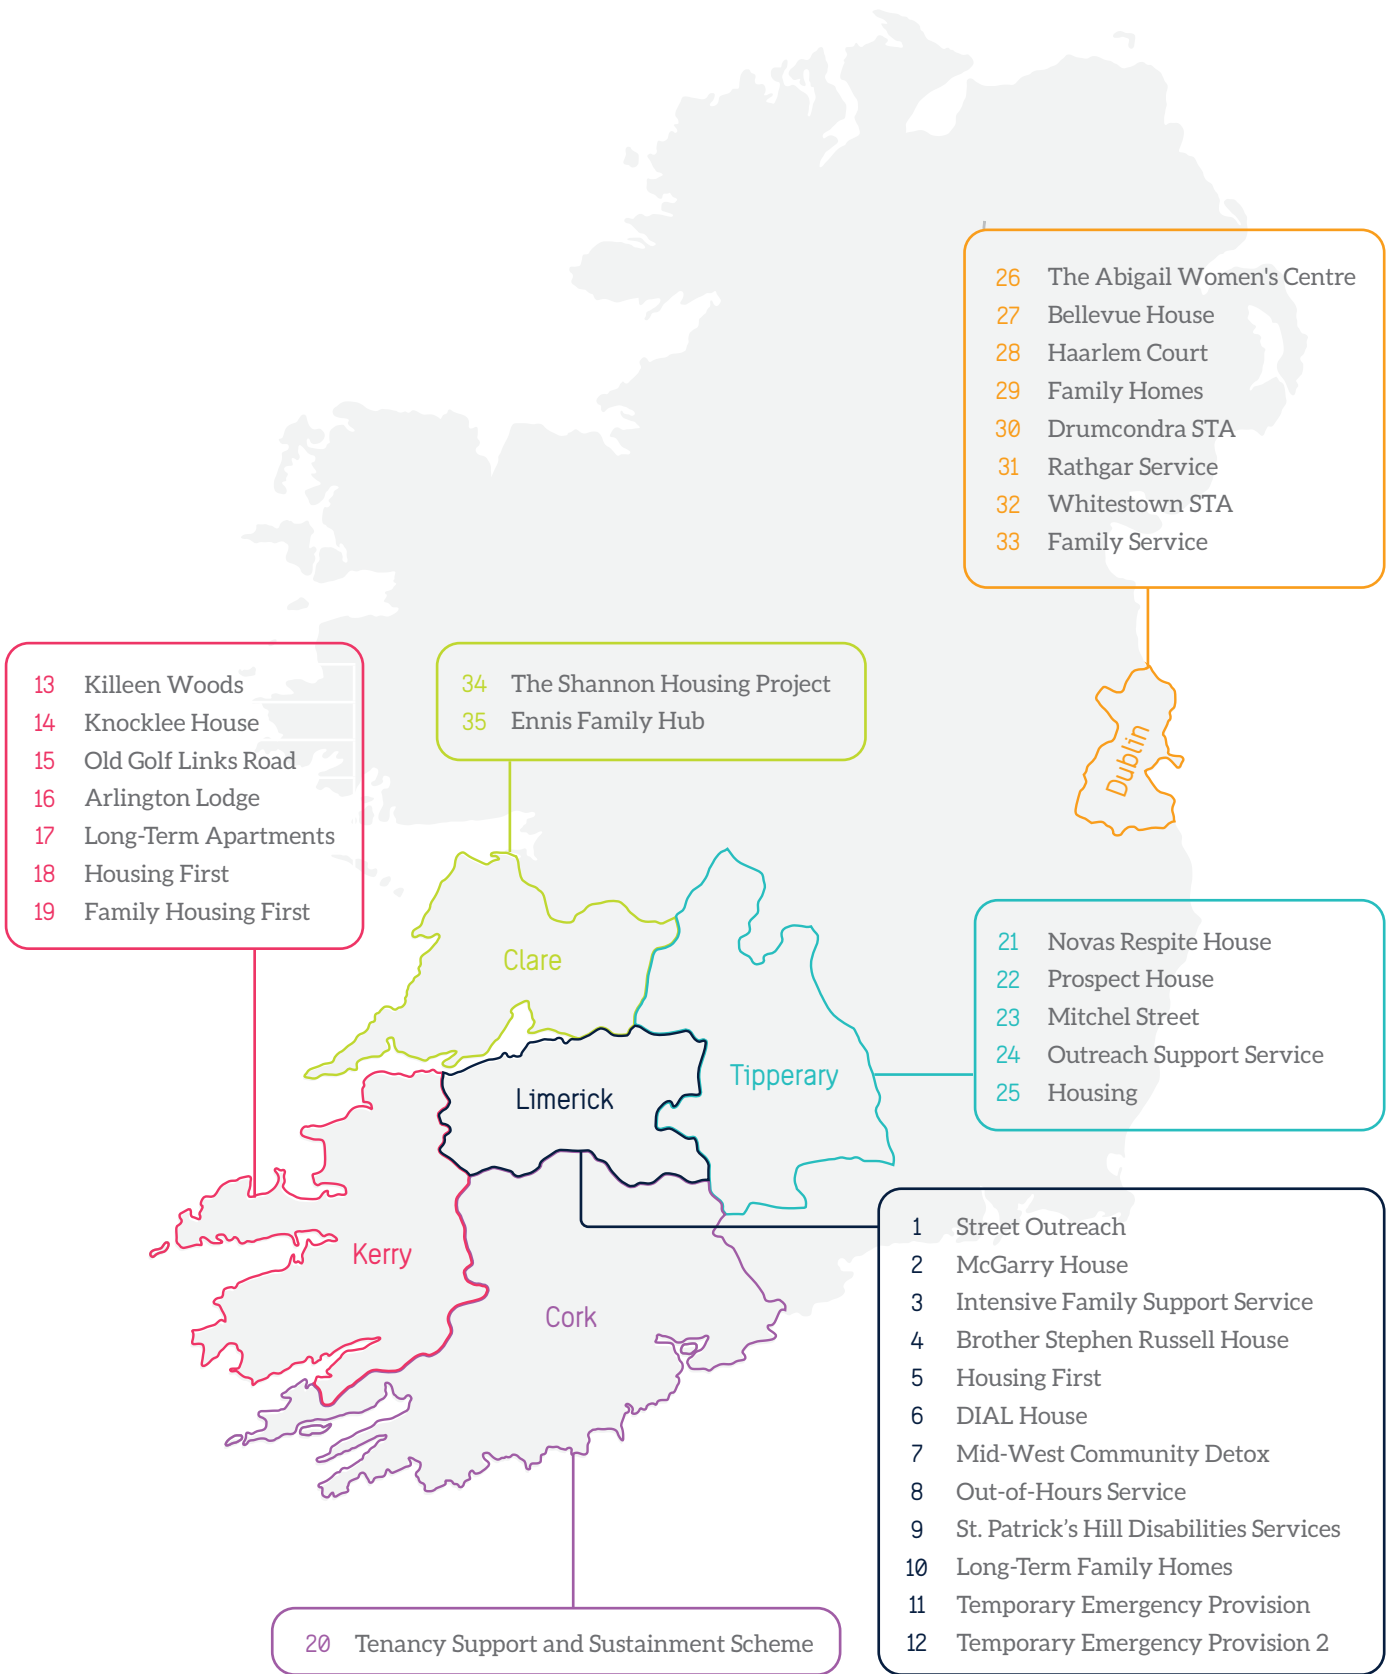 26 The Abigail Women's Centre
27 Bellevue House
28 Haarlem Court
29 Family Homes
30 Drumcondra STA
31 Rathgar Service
32 Whitestown STA
33 Family Service
13 Killeen Woods
14 Knocklee House
15 Old Golf Links Road
16 Arlington Lodge
17 Long-Term Apartments
18 Housing First
19 Family Housing First
34 The Shannon Housing Project
35 Ennis Family Hub
Dublin
Clare
21 Novas Respite House
22 Prospect House
23 Mitchel Street
24 Outreach Support Service
25 Housing
Tipperary
Limerick
Kerry
Cork
1 Street Outreach
2 McGarry House
3 Intensive Family Support Service
4 Brother Stephen Russell House
5 Housing First
6 DIAL House
7 Mid-West Community Detox
8 Out-of-Hours Service
9 St. Patrick’s Hill Disabilities Services
10 Long-Term Family Homes
11 Temporary Emergency Provision
12 Temporary Emergency Provision 2
20 Tenancy Support and Sustainment Scheme